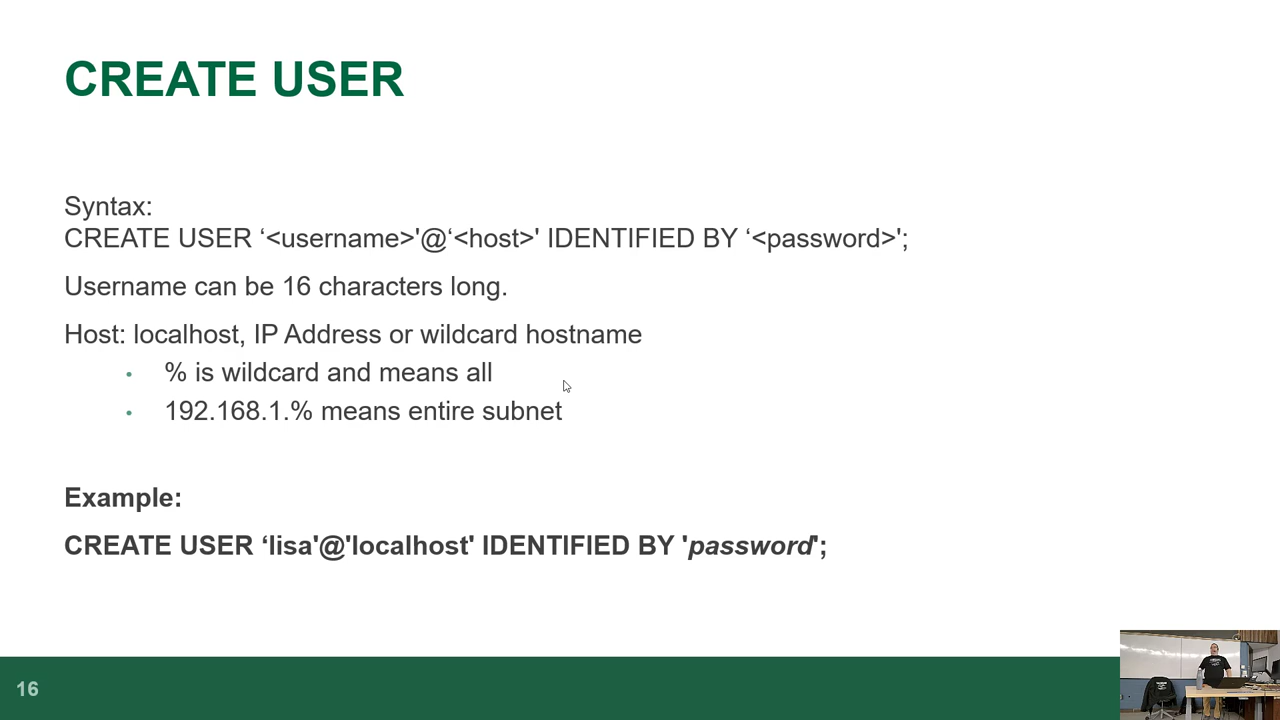 CREATE USER
Syntax:
CREATE USER ‘<username>'@‘<host>' IDENTIFIED BY ‘<password>';
Username can be 16 characters long.
Host: localhost, IP Address or wildcard hostname
• % is wildcard and means all
• 192.168.1.% means entire subnet
Example:
CREATE USER ‘lisa'@'localhost' IDENTIFIED BY 'password';
16